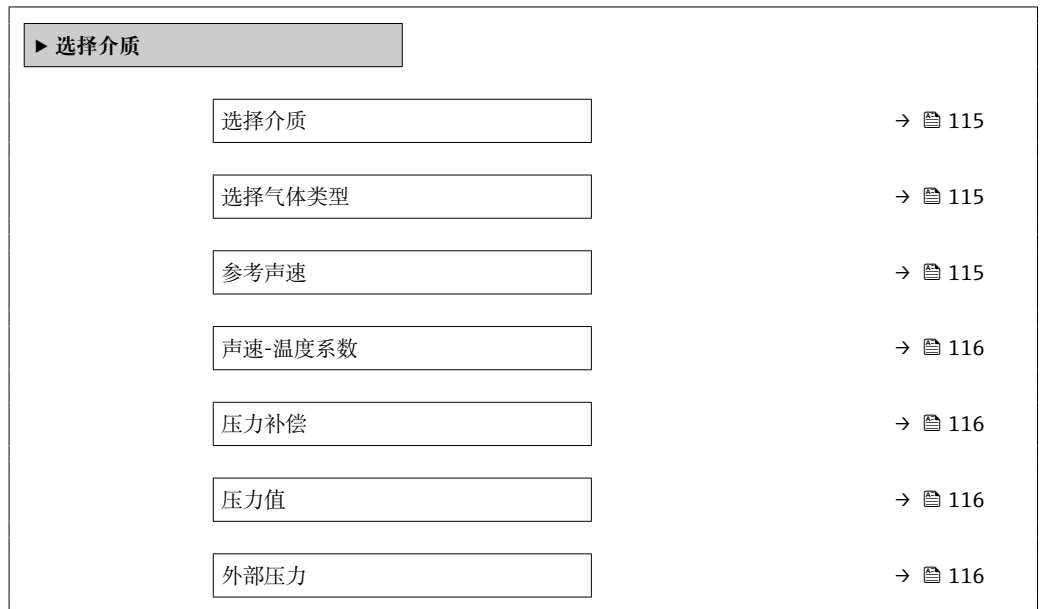 ▶ 选择介质
选择介质 → 115
选择气体类型 → 115
参考声速 → 115
声速-温度系数 → 116
压力补偿 → 116
压力值 → 116
外部压力 → 116